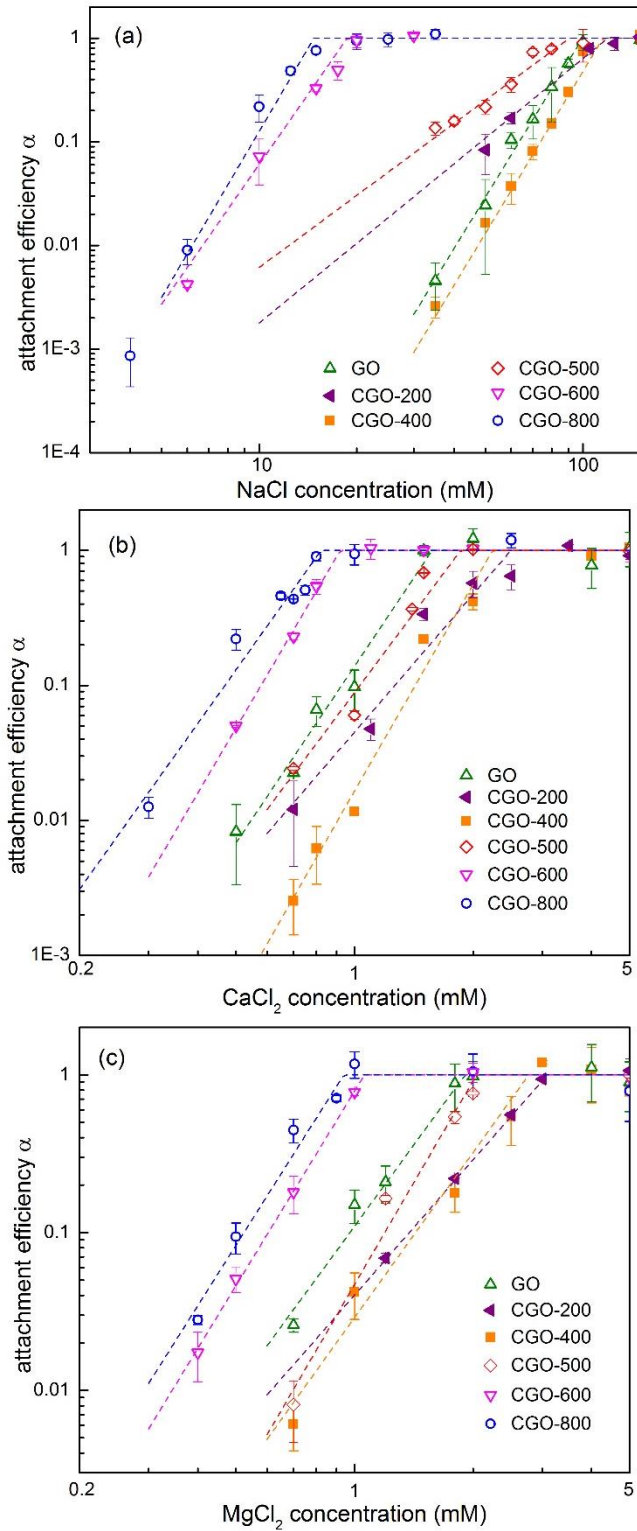 (a)
attachment efficiency α
1
0.1
0.01
1E-3
1E-4
GO
CGO-200
CGO-400
CGO-500
CGO-600
CGO-800
10
100
NaCl concentration (mM)
(b)
attachment efficiency α
1
0.1
0.01
1E-3
GO
CGO-200
CGO-400
CGO-500
CGO-600
CGO-800
0.2
1
5
CaCl₂ concentration (mM)
(c)
attachment efficiency α
1
0.1
0.01
GO
CGO-200
CGO-400
CGO-500
CGO-600
CGO-800
0.2
1
5
MgCl₂ concentration (mM)